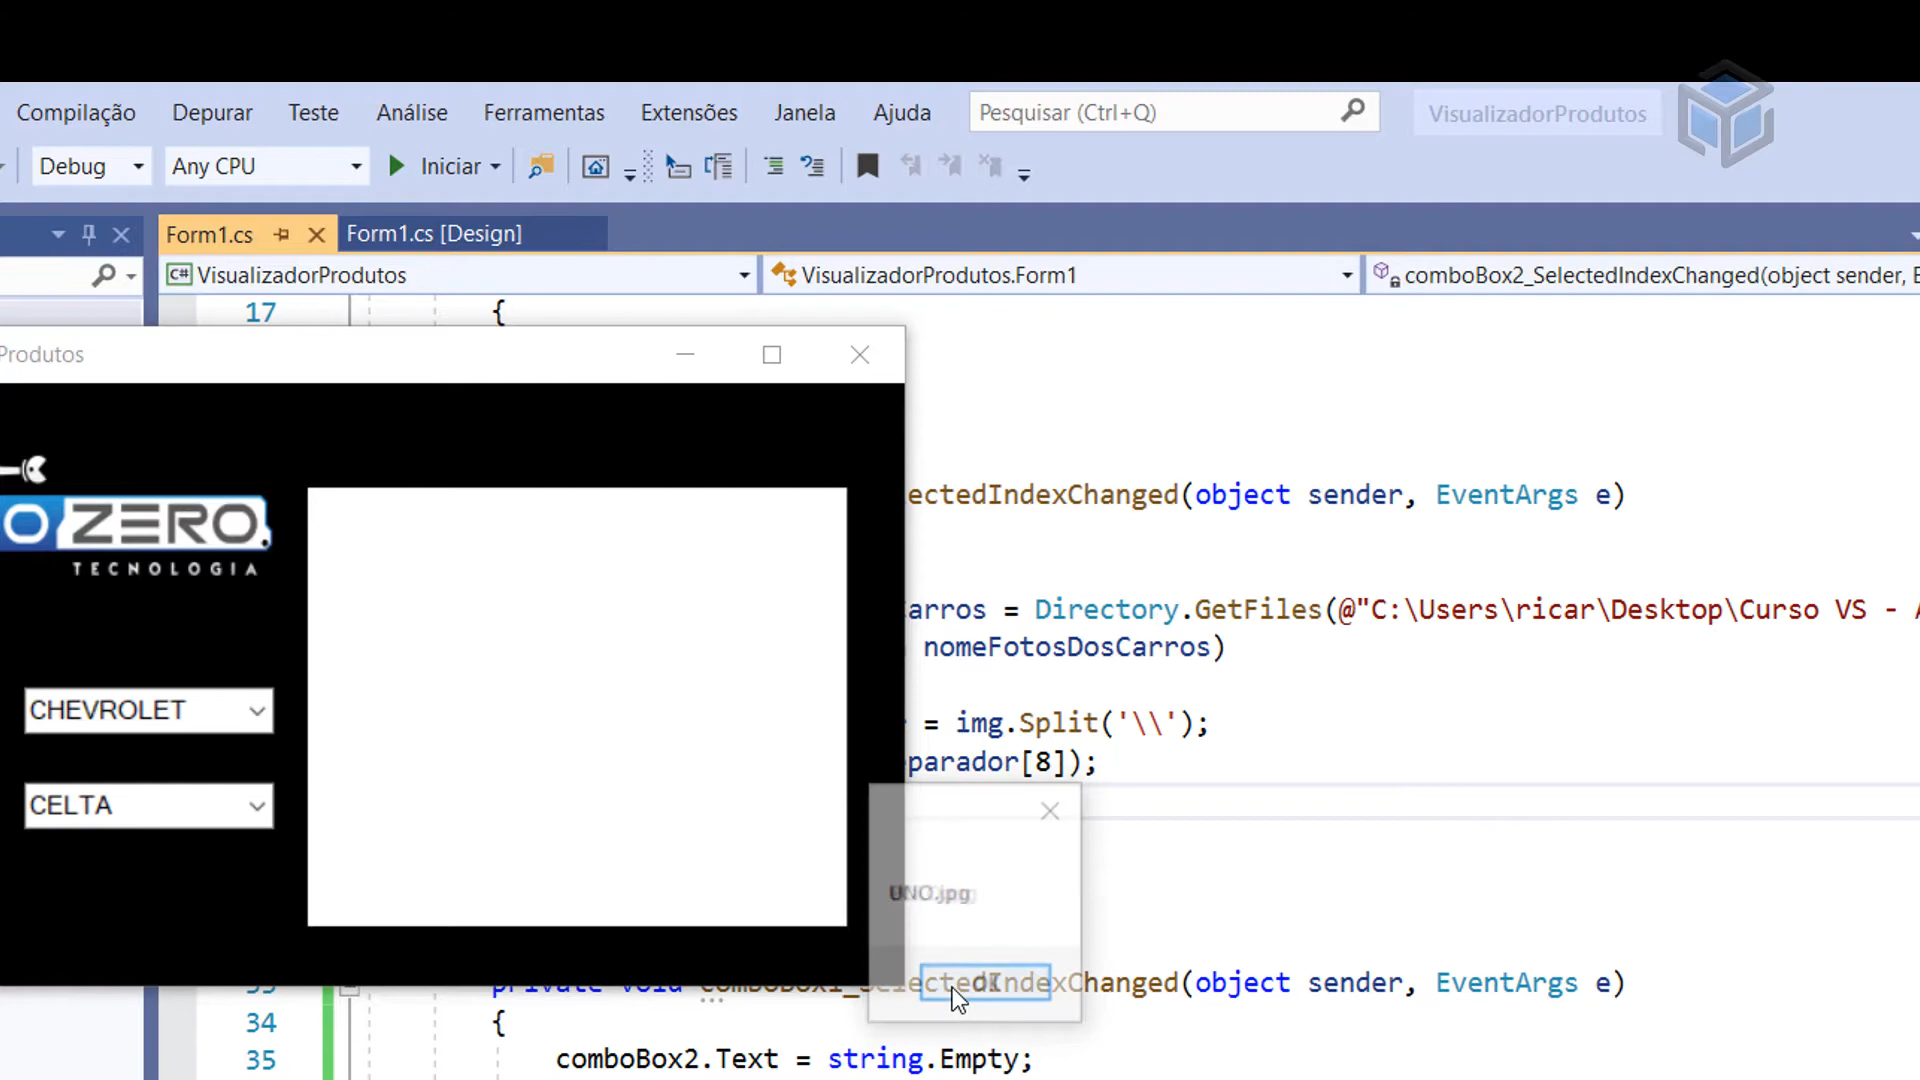 Compilação Depurar Teste Análise Ferramentas Extensões Janela Ajuda Pesquisar (Ctrl+Q) VisualizadorProdutos
Debug Any CPU Iniciar
Form1.cs Form1.cs [Design]
C# VisualizadorProdutos VisualizadorProdutos.Form1 comboBox2_SelectedIndexChanged(object sender, E
17 {
Produtos
ectedIndexChanged(object sender, EventArgs e)
O ZERO.
TECNOLOGIA
arros = Directory.GetFiles(@"C:\Users\ricar\Desktop\Curso VS - A
nomeFotosDosCarros)
CHEVROLET
= img.Split('\\');
parador[8]);
CELTA
UNO.jpg
private void comboBox1_SelectedIndexChanged(object sender, EventArgs e)
34 {
35 comboBox2.Text = string.Empty;